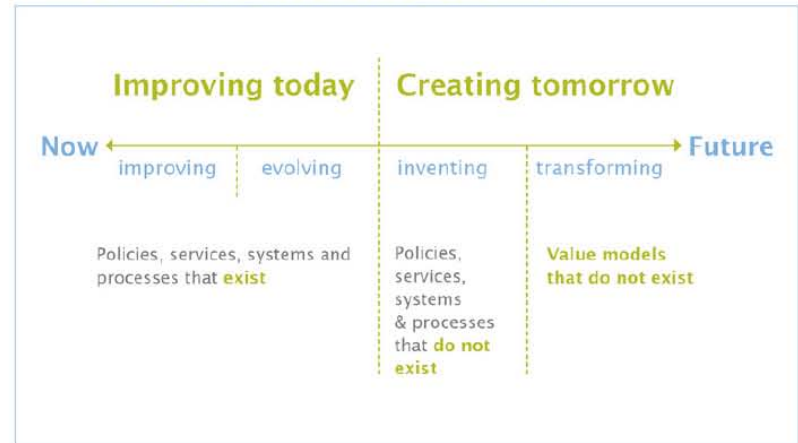 Improving today
Creating tomorrow
Now
Future
improving
evolving
inventing
transforming
Policies, services, systems and
processes that exist
Policies,
services,
systems
& processes
that do not
exist
Value models
that do not exist